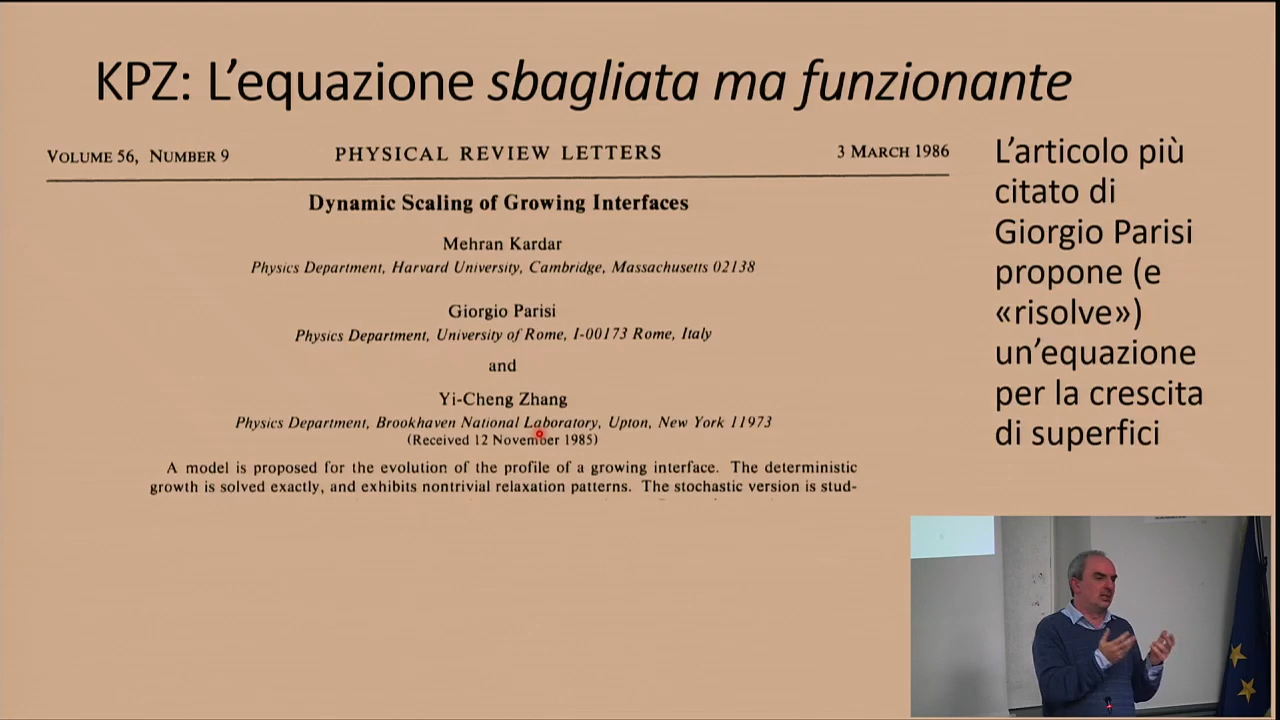 KPZ: L’equazione sbagliata ma funzionante
VOLUME 56, NUMBER 9
PHYSICAL REVIEW LETTERS
3 MARCH 1986
Dynamic Scaling of Growing Interfaces
Mehran Kardar
Physics Department, Harvard University, Cambridge, Massachusetts 02138
Giorgio Parisi
Physics Department, University of Rome, I-00173 Rome, Italy
and
Yi-Cheng Zhang
Physics Department, Brookhaven National Laboratory, Upton, New York 11973
(Received 12 November 1985)
A model is proposed for the evolution of the profile of a growing interface. The deterministic
growth is solved exactly, and exhibits nontrivial relaxation patterns. The stochastic version is stud-
L’articolo più
citato di
Giorgio Parisi
propone (e
«risolve»)
un’equazione
per la crescita
di superfici